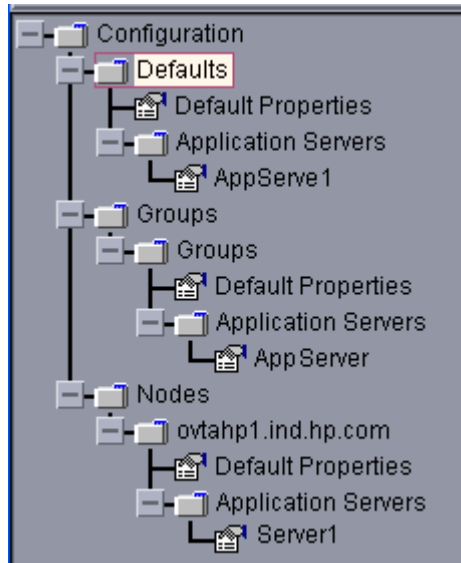 Configuration
Defaults
Default Properties
Application Servers
AppServe1
Groups
Groups
Default Properties
Application Servers
AppServer
Nodes
ovtahp1.ind.hp.com
Default Properties
Application Servers
Server1